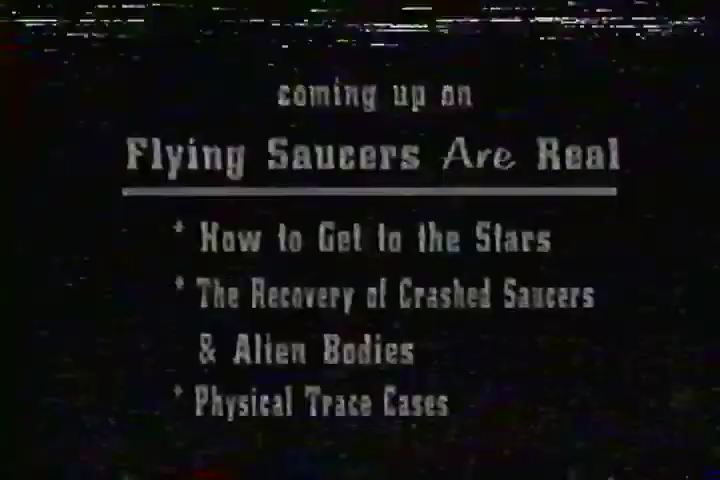 coming up on
Flying Saucers Are Real
* How to Get to the Stars
* The Recovery of Crashed Saucers
& Alien Bodies
* Physical Trace Cases